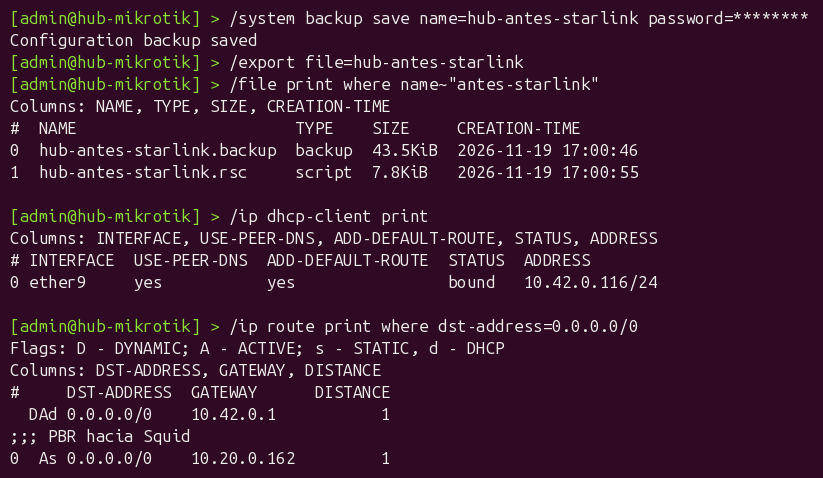 [admin@hub-mikrotik] > /system backup save name=hub-antes-starlink password=********
Configuration backup saved
[admin@hub-mikrotik] > /export file=hub-antes-starlink
[admin@hub-mikrotik] > /file print where name~"antes-starlink"
Columns: NAME, TYPE, SIZE, CREATION-TIME
#  NAME                       TYPE    SIZE     CREATION-TIME
0  hub-antes-starlink.backup  backup  43.5KiB  2026-11-19 17:00:46
1  hub-antes-starlink.rsc     script  7.8KiB   2026-11-19 17:00:55

[admin@hub-mikrotik] > /ip dhcp-client print
Columns: INTERFACE, USE-PEER-DNS, ADD-DEFAULT-ROUTE, STATUS, ADDRESS
# INTERFACE  USE-PEER-DNS  ADD-DEFAULT-ROUTE  STATUS  ADDRESS
0 ether9     yes           yes                bound   10.42.0.116/24

[admin@hub-mikrotik] > /ip route print where dst-address=0.0.0.0/0
Flags: D - DYNAMIC; A - ACTIVE; s - STATIC, d - DHCP
Columns: DST-ADDRESS, GATEWAY, DISTANCE
#     DST-ADDRESS  GATEWAY      DISTANCE
  DAd 0.0.0.0/0    10.42.0.1           1
;;; PBR hacia Squid
0  As 0.0.0.0/0    10.20.0.162         1